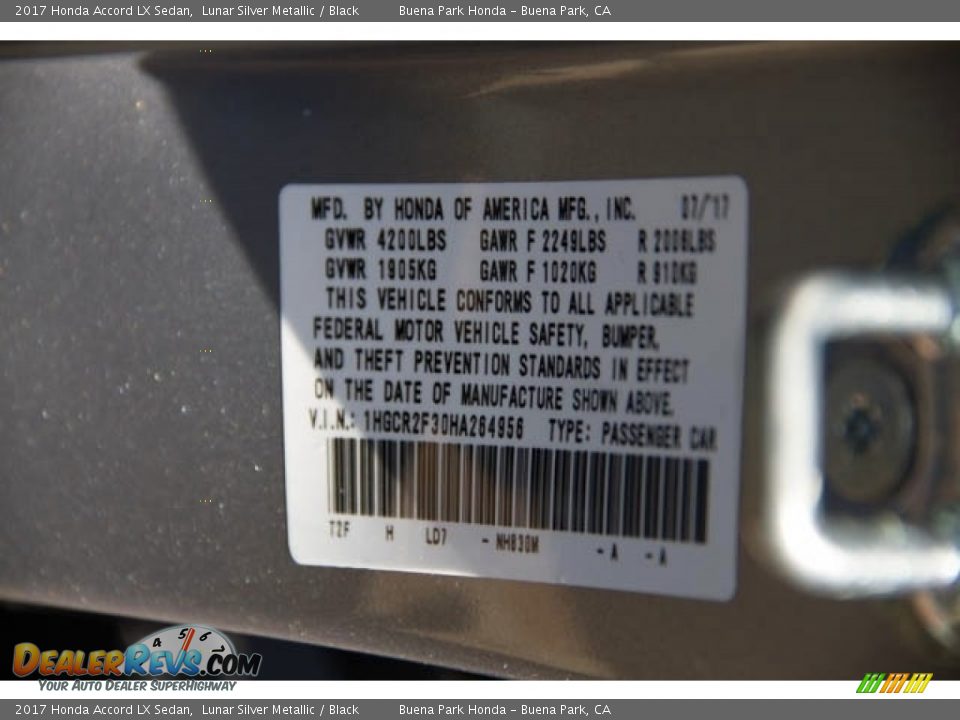 2017 Honda Accord LX Sedan,  Lunar Silver Metallic / Black    Buena Park Honda – Buena Park, CA
MFD. BY HONDA OF AMERICA MFG., INC.    07/'17
GVWR 4200LBS    GAWR F 2249LBS    R 2006LBS
GVWR 1905KG    GAWR F 1020KG    R 910KG
THIS VEHICLE CONFORMS TO ALL APPLICABLE
FEDERAL MOTOR VEHICLE SAFETY, BUMPER,
AND THEFT PREVENTION STANDARDS IN EFFECT
ON THE DATE OF MANUFACTURE SHOWN ABOVE.
V.I.N.: 1HGCR2F30HA264956    TYPE: PASSENGER CAR
T2F    H    LD7    - NH830M    - A    - A
4 5 6
DEALERREVS.COM
YOUR AUTO DEALER SUPERHIGHWAY
2017 Honda Accord LX Sedan,  Lunar Silver Metallic / Black    Buena Park Honda – Buena Park, CA